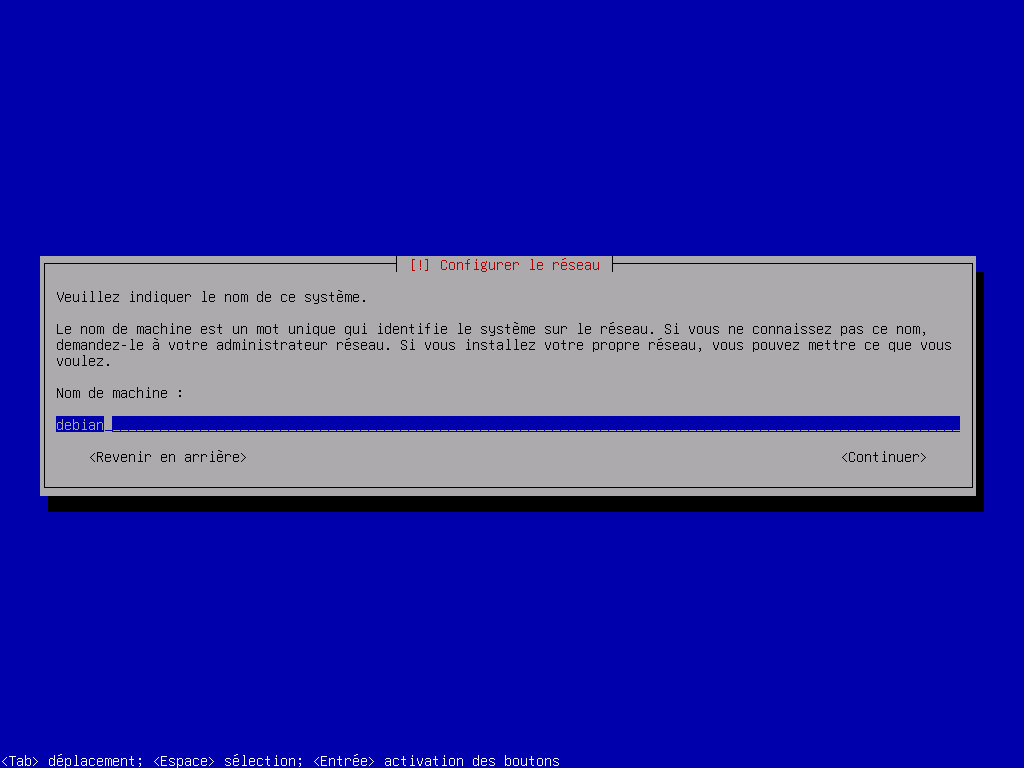 [!] Configurer le réseau
Veuillez indiquer le nom de ce système.
Le nom de machine est un mot unique qui identifie le système sur le réseau. Si vous ne connaissez pas ce nom,
demandez-le à votre administrateur réseau. Si vous installez votre propre réseau, vous pouvez mettre ce que vous
voulez.
Nom de machine :
debian
<Revenir en arrière> <Continuer>
<Tab> déplacement; <Espace> sélection; <Entrée> activation des boutons